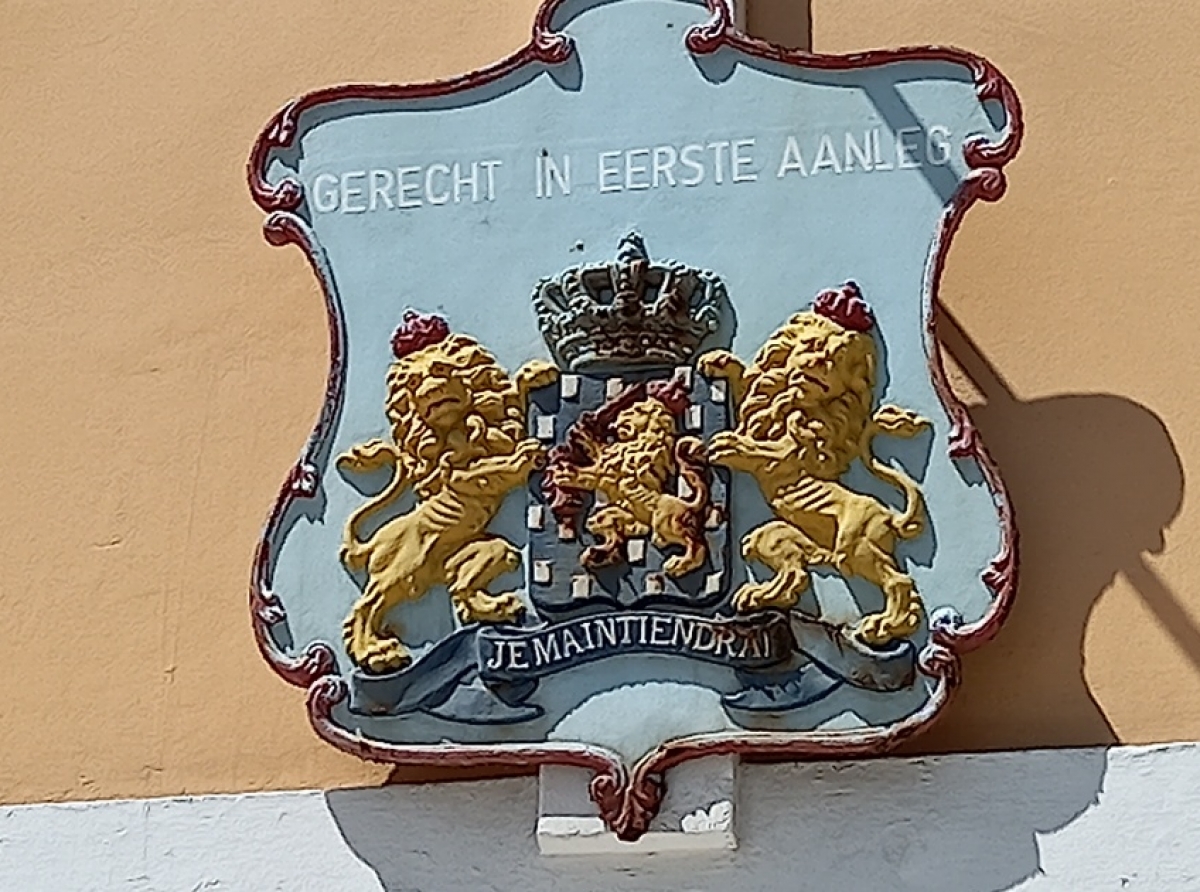 GERECHT IN EERSTE AANLEG
JE MAINTIENDRAI